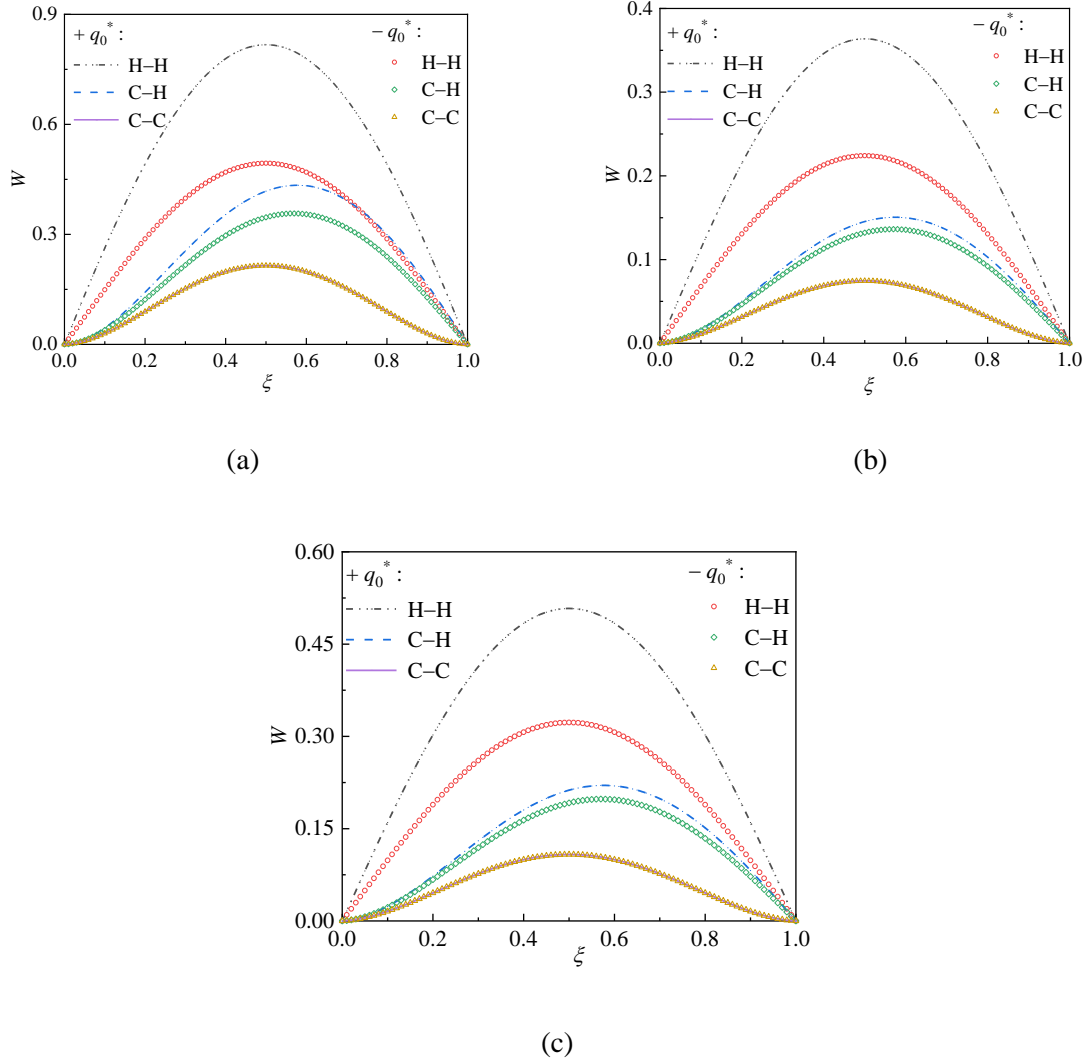 + q₀* :
− q₀* :
H–H
H–H
C–H
C–H
C–C
C–C
0.9
0.6
0.3
0.0
W
0.0 0.2 0.4 0.6 0.8 1.0
ξ
(a)
+ q₀* :
− q₀* :
H–H
H–H
C–H
C–H
C–C
C–C
0.4
0.3
0.2
0.1
0.0
W
0.0 0.2 0.4 0.6 0.8 1.0
ξ
(b)
+ q₀* :
− q₀* :
H–H
H–H
C–H
C–H
C–C
C–C
0.60
0.45
0.30
0.15
0.00
W
0.0 0.2 0.4 0.6 0.8 1.0
ξ
(c)